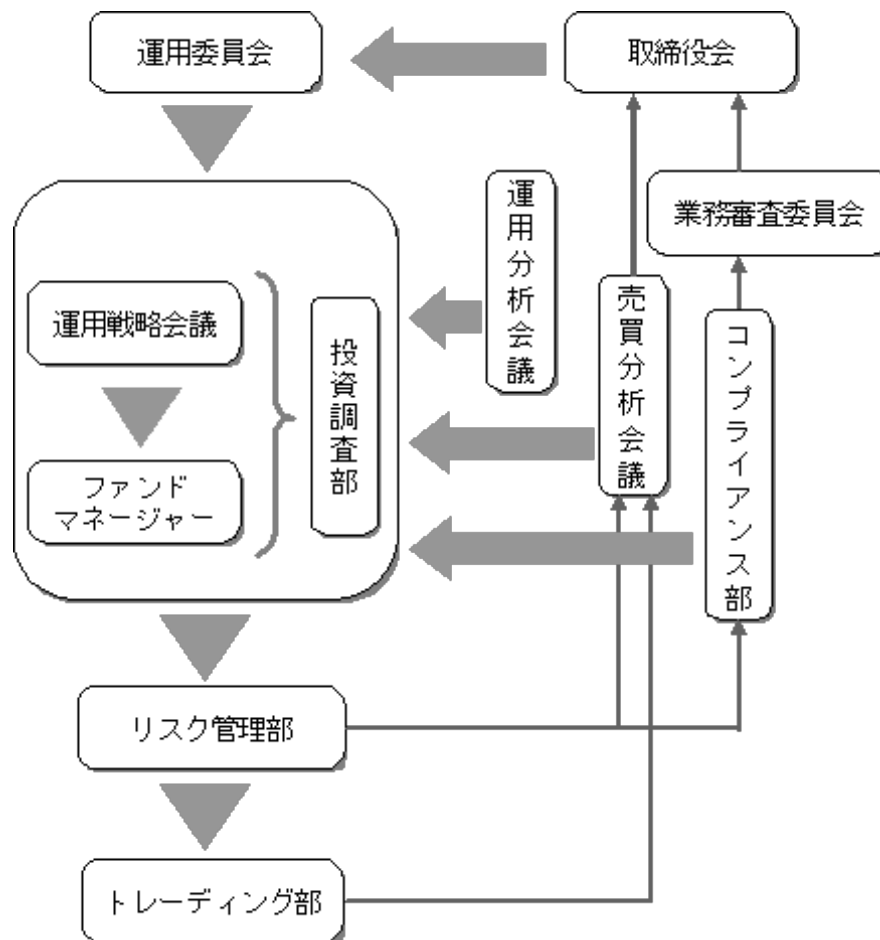 運用委員会
取締役会
運用分析会議
業務審査委員会
売買分析会議
コンプライアンス部
運用戦略会議
投資調査部
ファンド
マネージャー
リスク管理部
トレーディング部